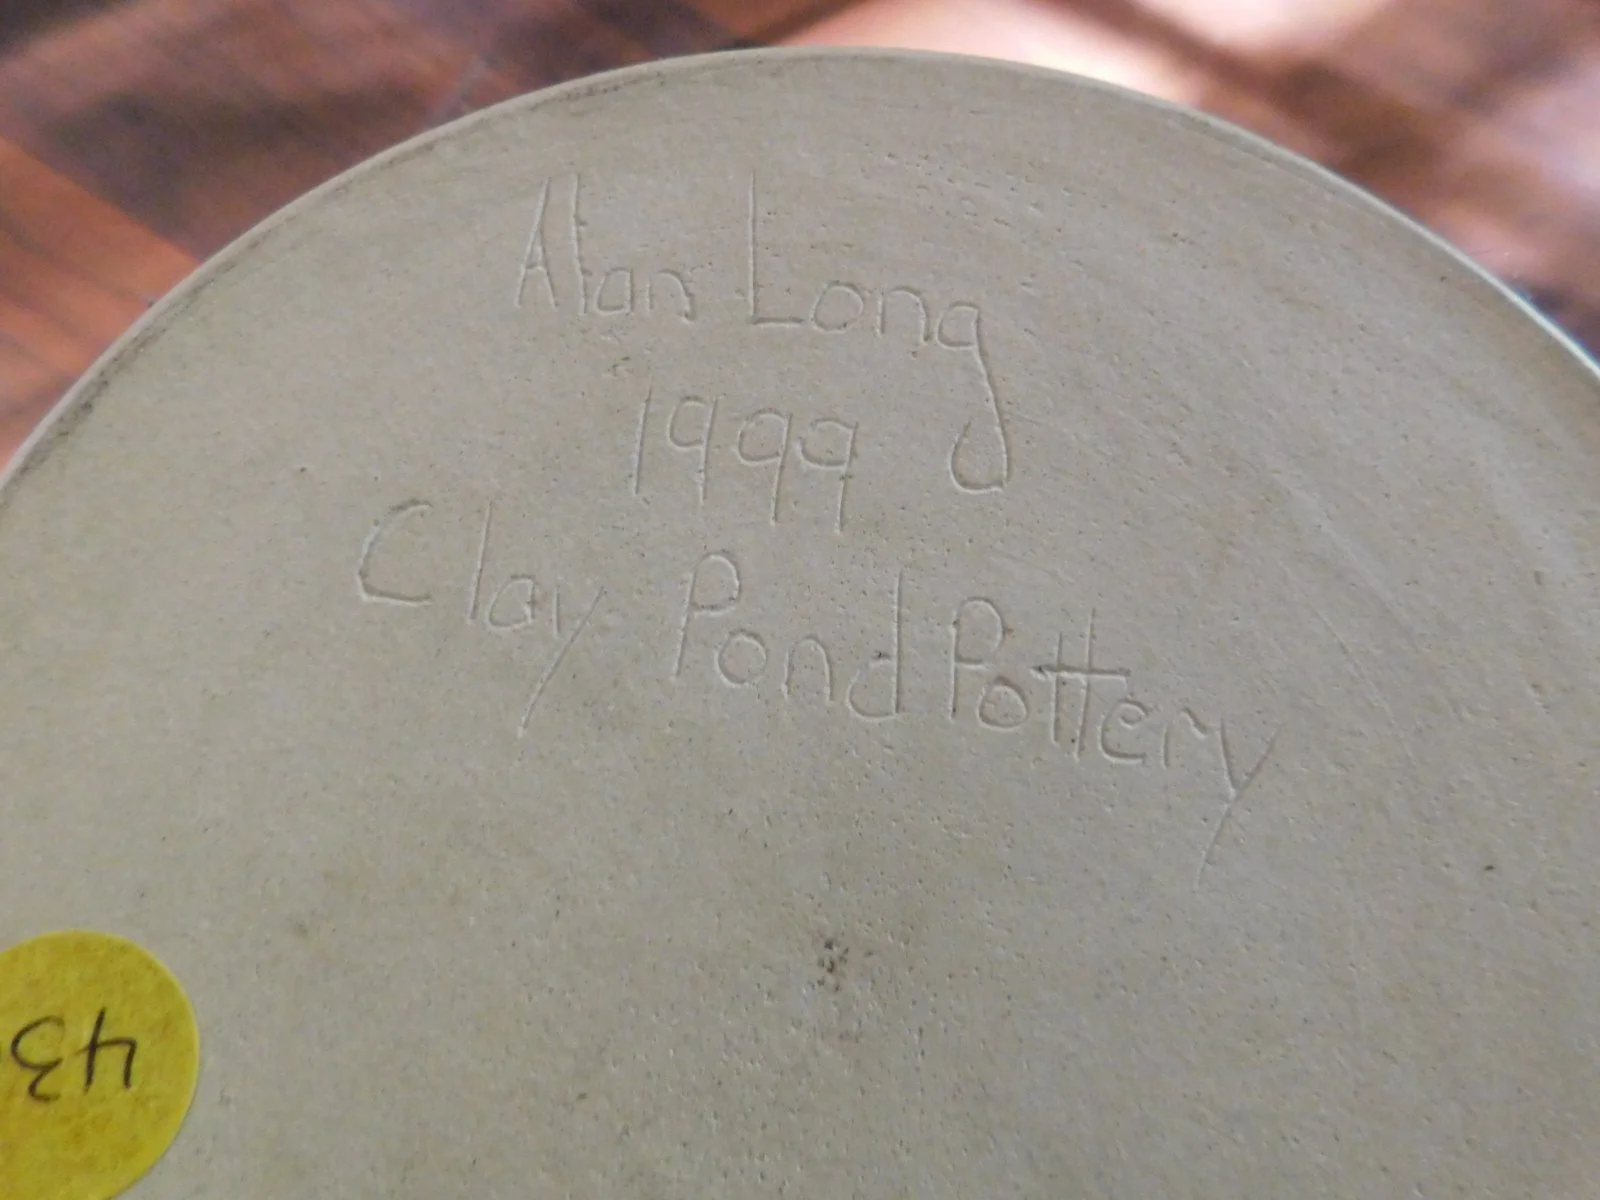 Alan Long
1999
Clay Pond Pottery
43